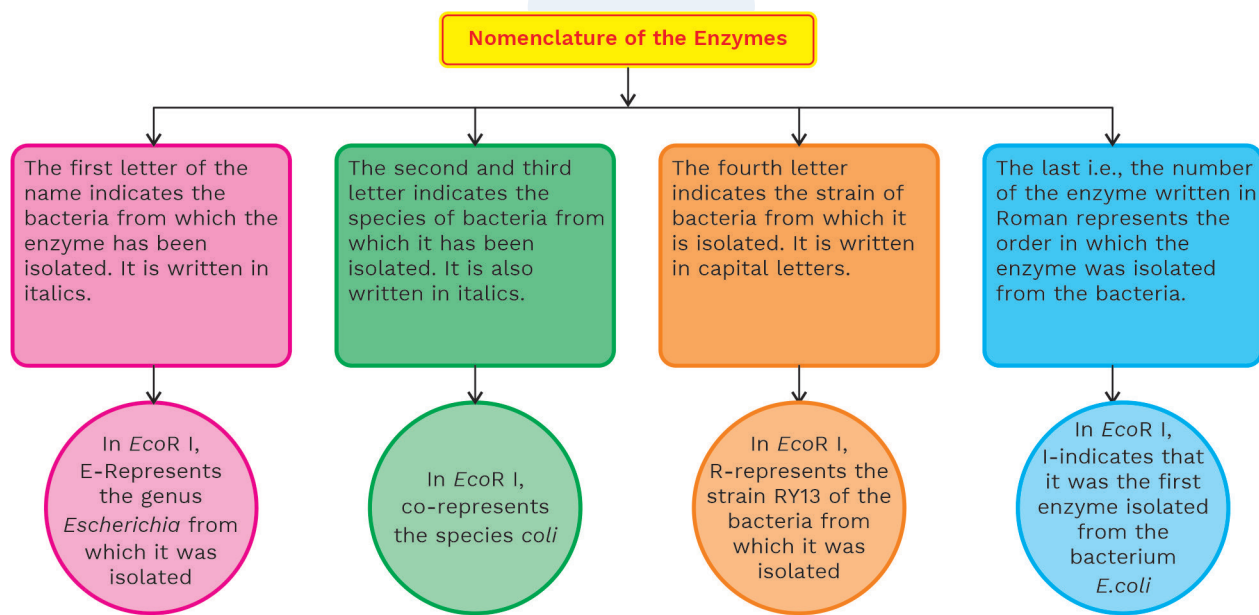 Nomenclature of the Enzymes
The first letter of the
name indicates the
bacteria from which the
enzyme has been
isolated. It is written in
italics.
The second and third
letter indicates the
species of bacteria from
which it has been
isolated. It is also
written in italics.
The fourth letter
indicates the strain of
bacteria from which it
is isolated. It is written
in capital letters.
The last i.e., the number
of the enzyme written in
Roman represents the
order in which the
enzyme was isolated
from the bacteria.
In EcoR I,
E-Represents
the genus
Escherichia from
which it was
isolated
In EcoR I,
co-represents
the species coli
In EcoR I,
R-represents the
strain RY13 of the
bacteria from
which it was
isolated
In EcoR I,
I-indicates that
it was the first
enzyme isolated
from the
bacterium
E.coli